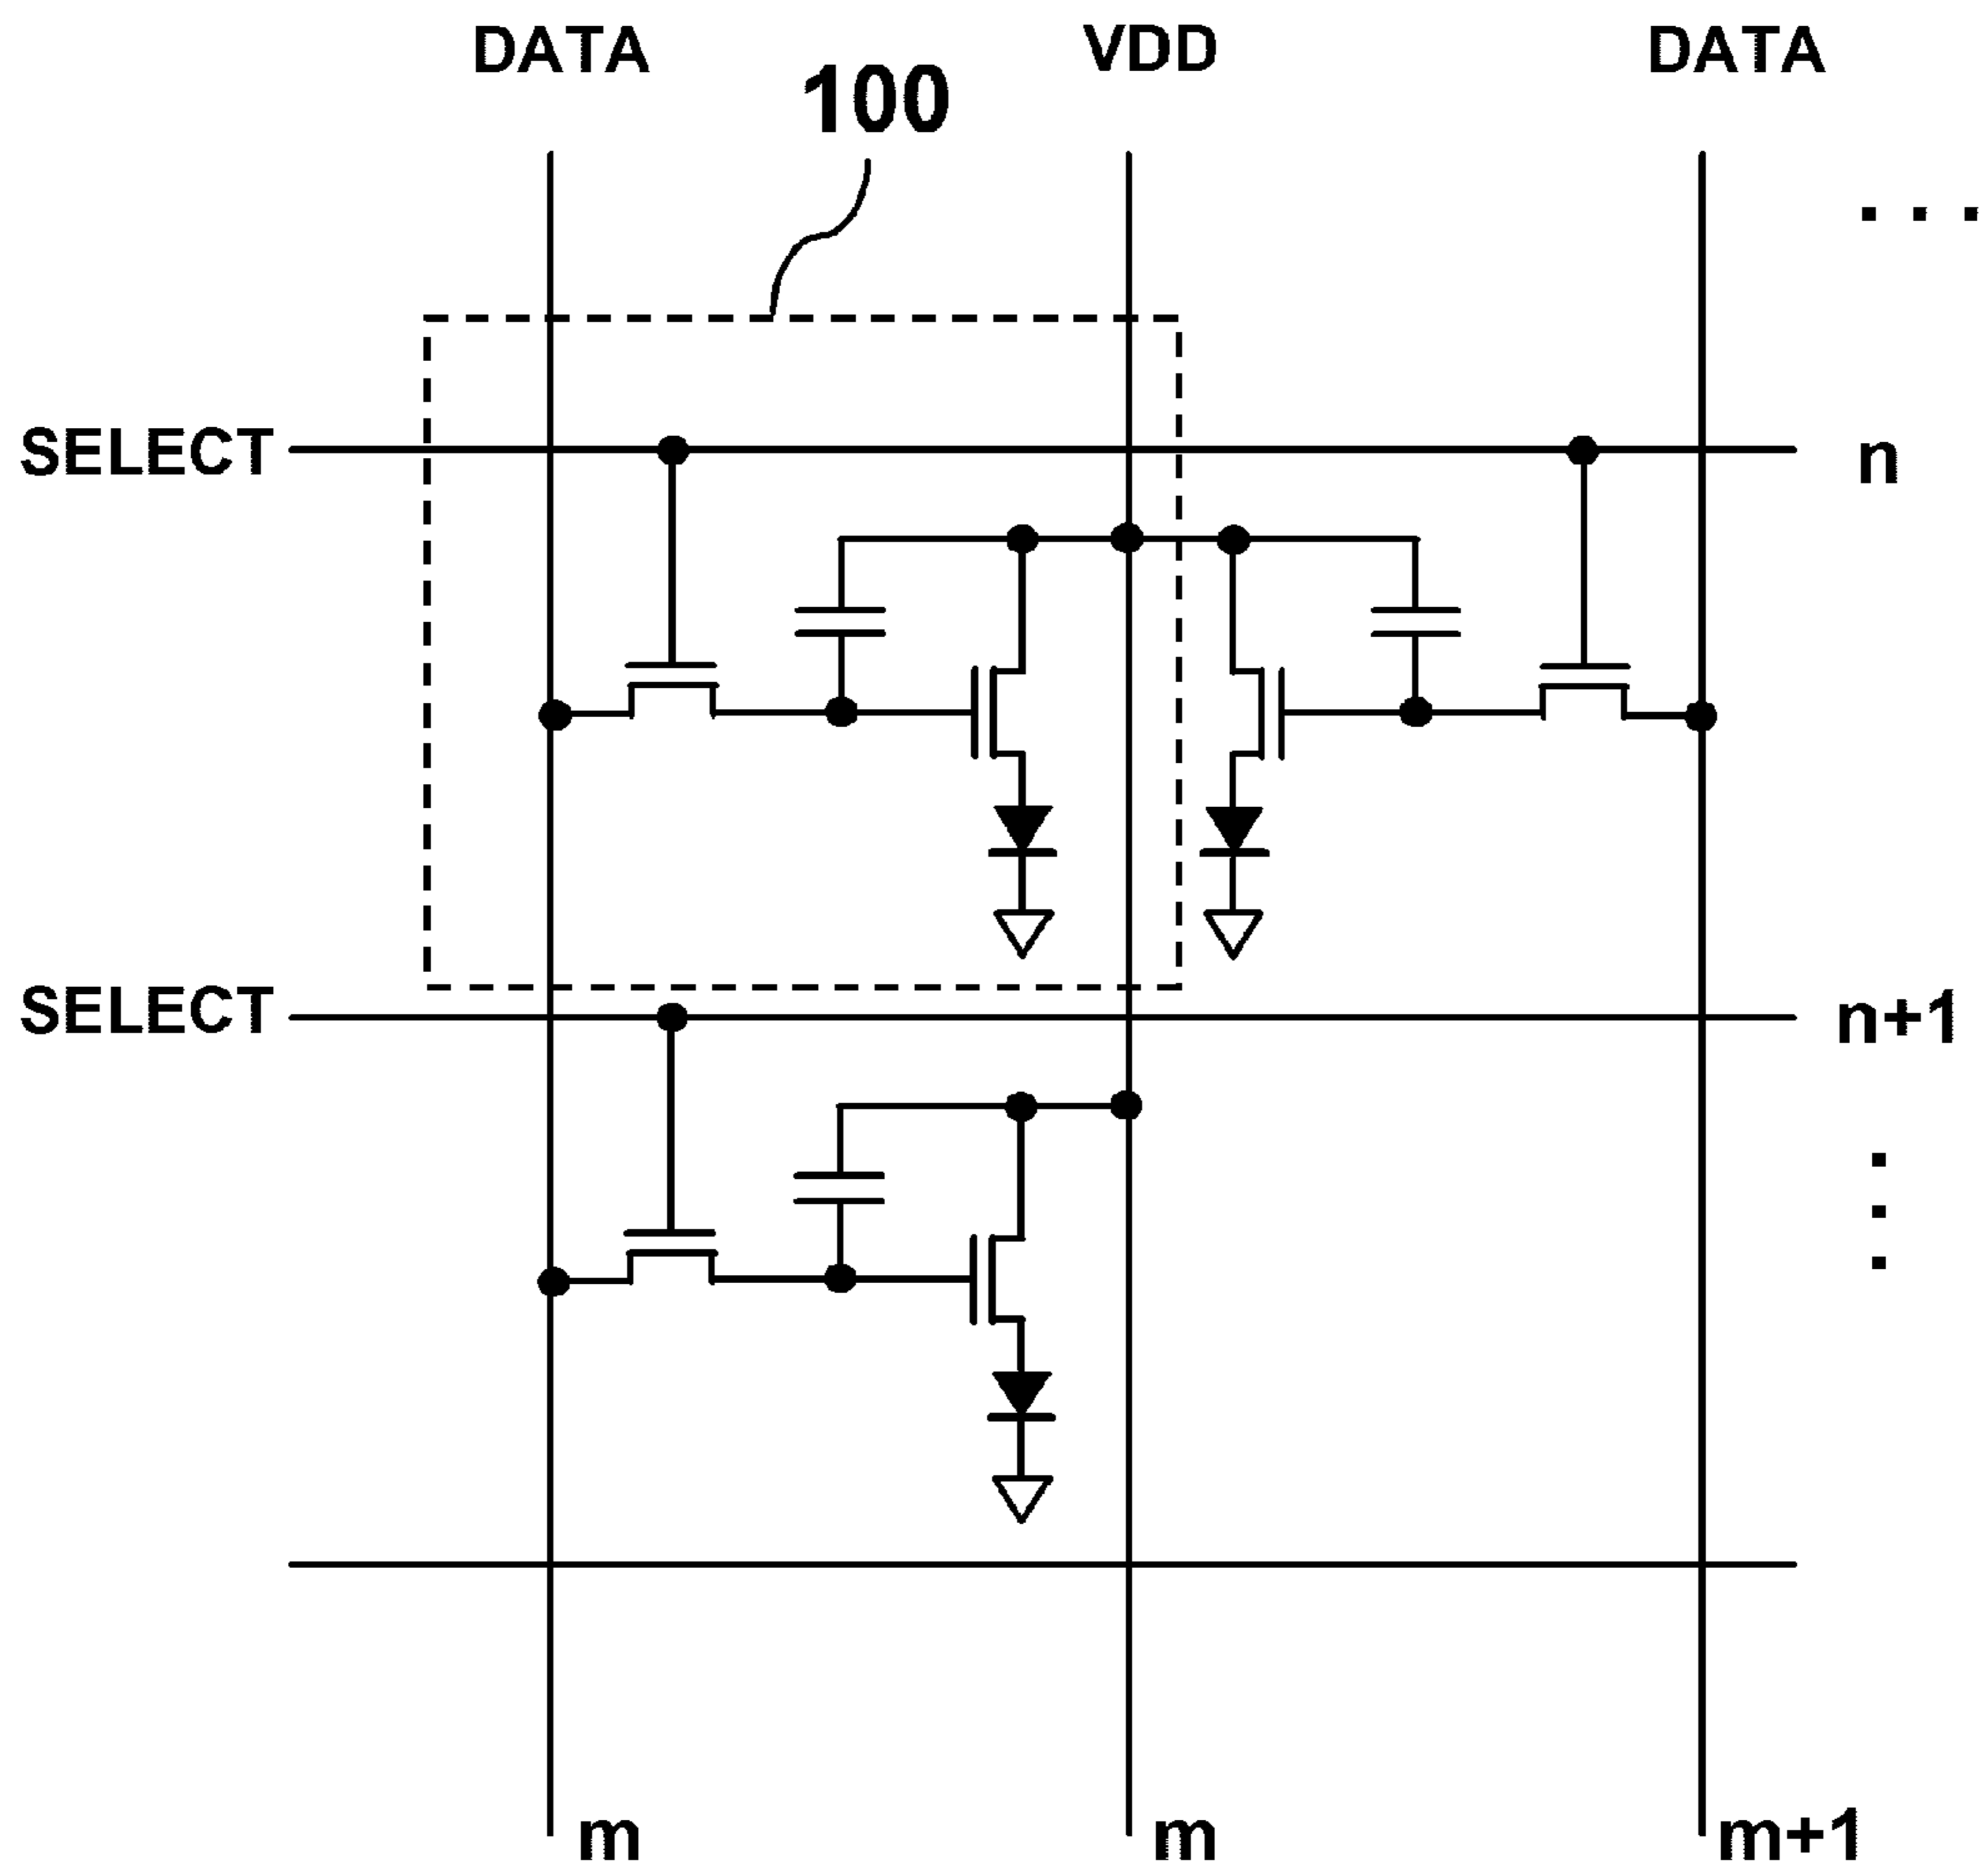 DATA VDD DATA
100
. . .
SELECT n
SELECT n+1
.
.
.
m m m+1